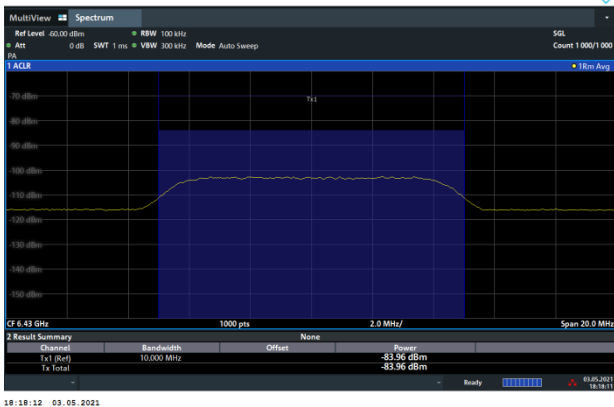 MultiView Spectrum
Ref Level -60.00 dBm RBW 100 kHz SGL
Att 0 dB SWT 1 ms VBW 300 kHz Mode Auto Sweep Count 1000/1000
PA
1 ACLR 1Rm Avg
Tx1
-70 dBm
-80 dBm
-90 dBm
-100 dBm
-110 dBm
-120 dBm
-130 dBm
-140 dBm
-150 dBm
CF 6.43 GHz 1000 pts 2.0 MHz/ Span 20.0 MHz
2 Result Summary None
Channel Bandwidth Offset Power
Tx1 (Ref) 10.000 MHz -83.96 dBm
Tx Total -83.96 dBm
Ready 03.05.2021
18:18:11
18:18:12 03.05.2021